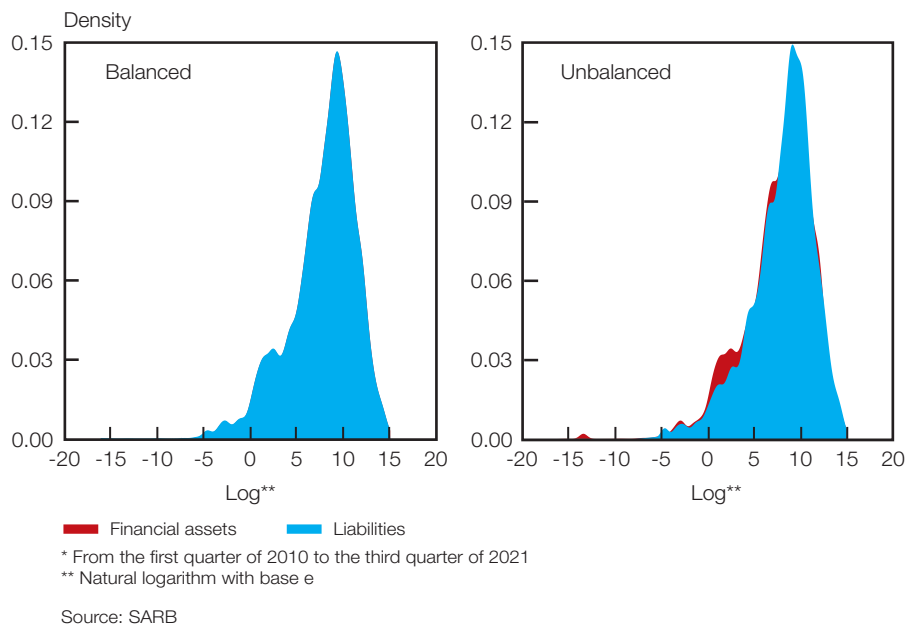 Density
0.15
Balanced
0.12
0.09
0.06
0.03
0.00
-20 -15 -10 -5 0 5 10 15 20
Log**
0.15
Unbalanced
0.12
0.09
0.06
0.03
0.00
-20 -15 -10 -5 0 5 10 15 20
Log**
Financial assets Liabilities
* From the first quarter of 2010 to the third quarter of 2021
** Natural logarithm with base e
Source: SARB